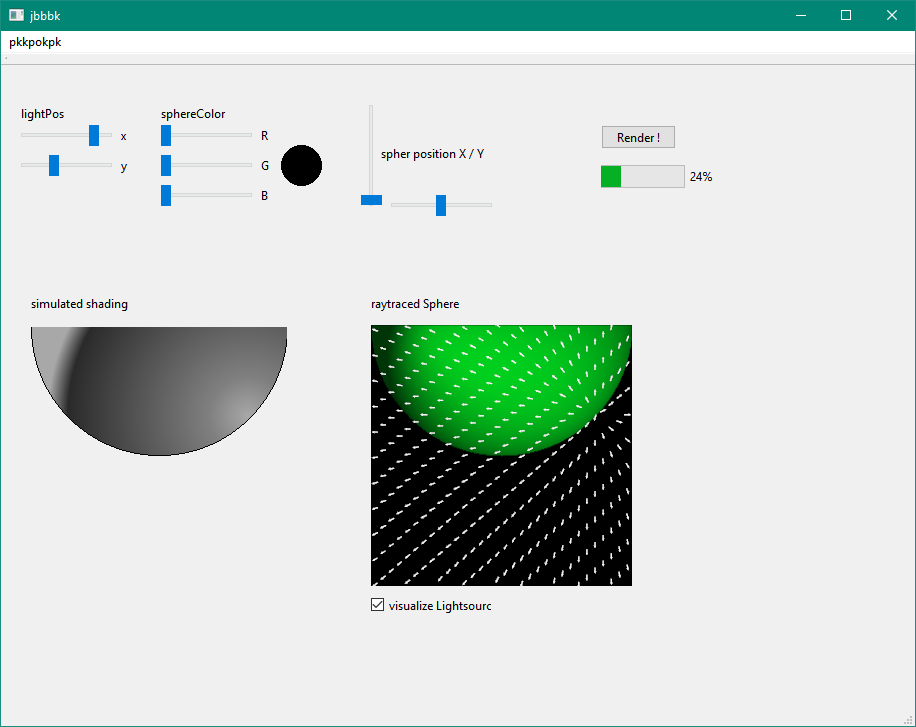 jbbbk
pkkpokpk
lightPos
sphereColor
x
R
spher position X / Y
Render !
y
G
24%
B
simulated shading
raytraced Sphere
visualize Lightsourc